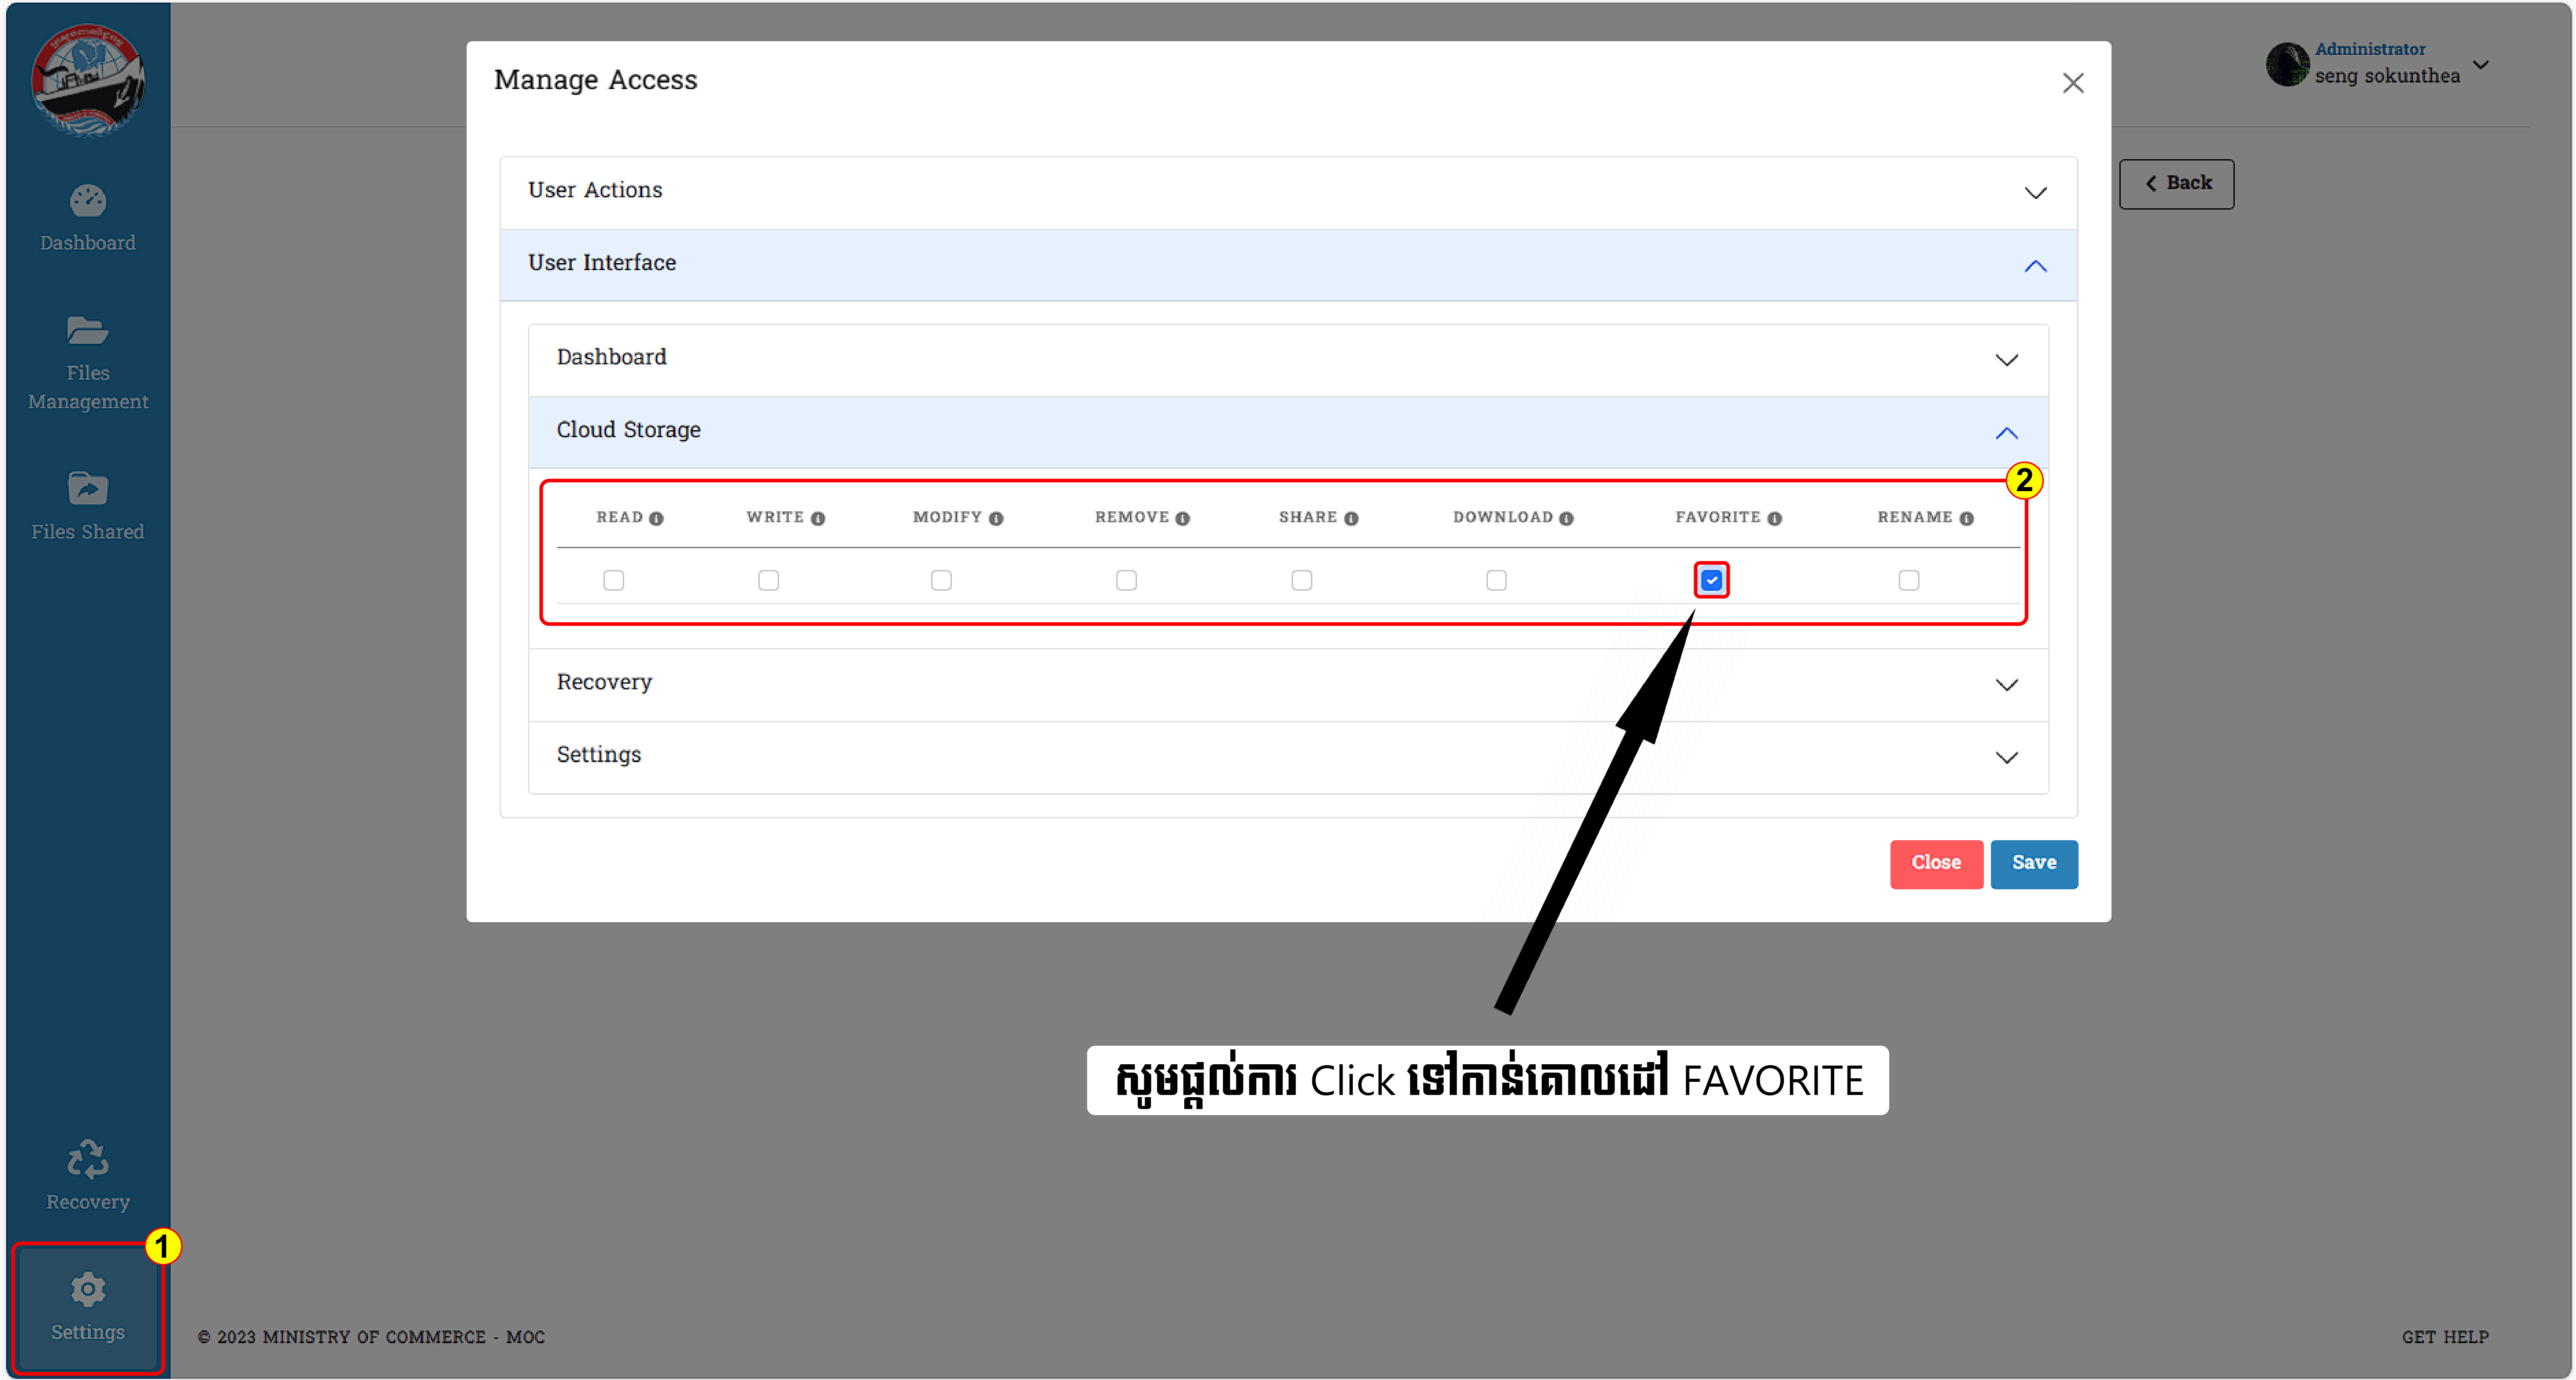 Administrator
seng sokunthea
Manage Access
Back
User Actions
User Interface
Dashboard
Files
Management
Files Shared
Dashboard
Cloud Storage
2
READ WRITE MODIFY REMOVE SHARE DOWNLOAD FAVORITE RENAME
Recovery
Settings
Close Save
សូមផ្តល់ការ Click ទៅកាន់គោលដៅ FAVORITE
Recovery
1
Settings
© 2023 MINISTRY OF COMMERCE - MOC
GET HELP